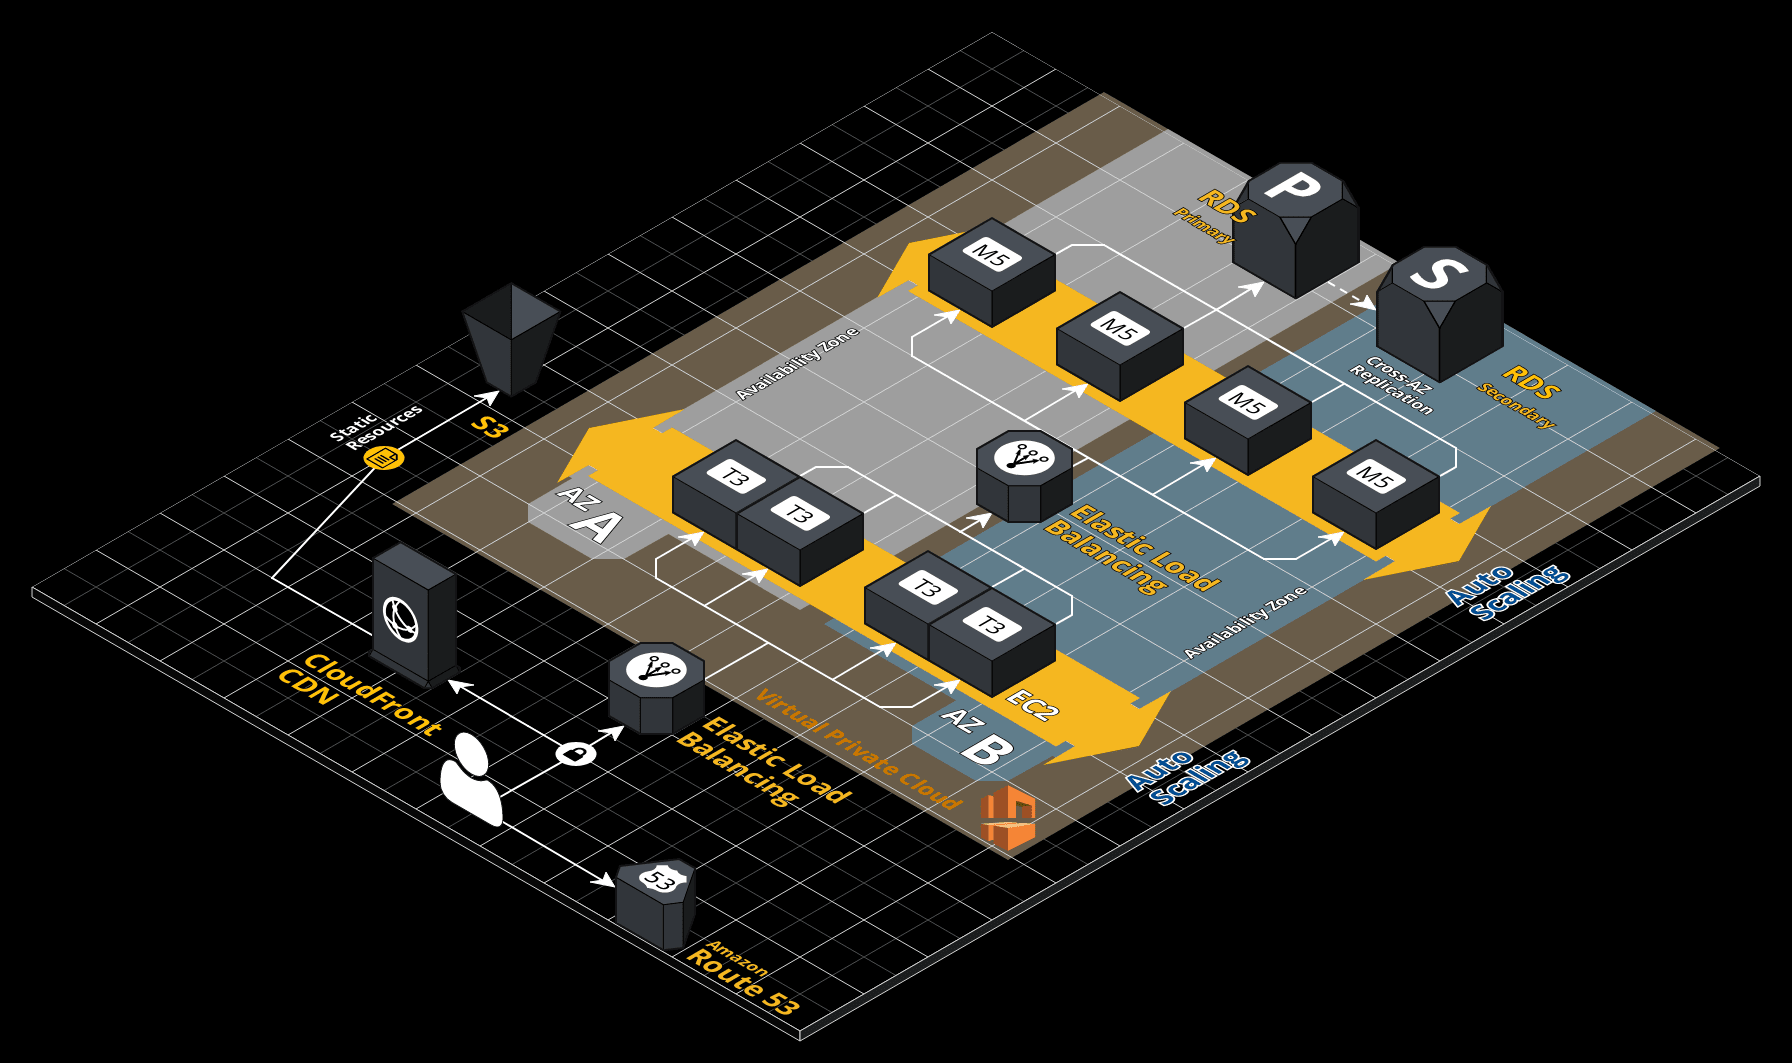 P
RDS
Primary
S
M5
M5
M5
M5
Cross-AZ
Replication
RDS
Secondary
Availability Zone
Static
Resources
S3
T3
T3
AZ
A
Elastic Load
Balancing
T3
T3
Availability Zone
Auto
Scaling
CloudFront
CDN
EC2
AZ
B
Virtual Private Cloud
Elastic Load
Balancing
Auto
Scaling
53
Amazon
Route 53